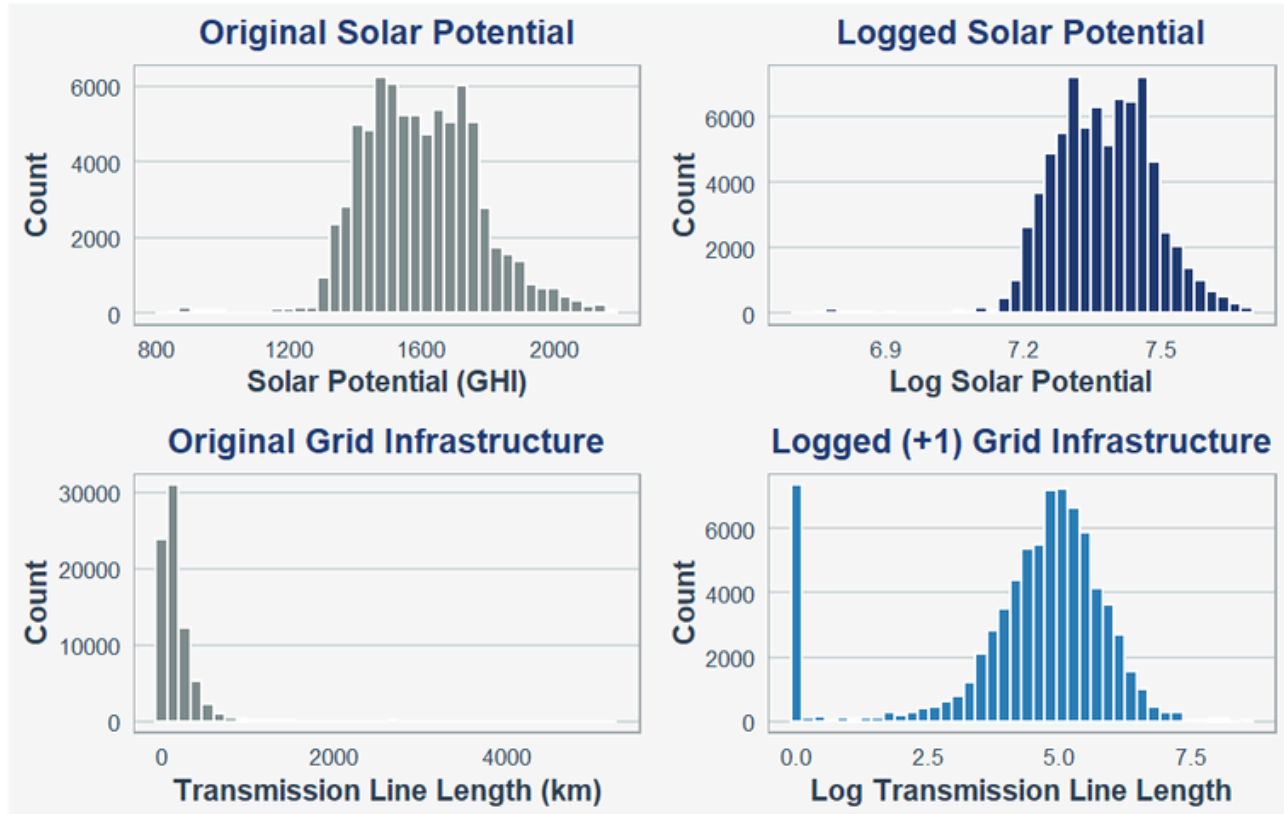 Original Solar Potential
Count
6000
4000
2000
0
800 1200 1600 2000
Solar Potential (GHI)
Logged Solar Potential
Count
6000
4000
2000
0
6.9 7.2 7.5
Log Solar Potential
Original Grid Infrastructure
Count
30000
20000
10000
0
0 2000 4000
Transmission Line Length (km)
Logged (+1) Grid Infrastructure
Count
6000
4000
2000
0
0.0 2.5 5.0 7.5
Log Transmission Line Length